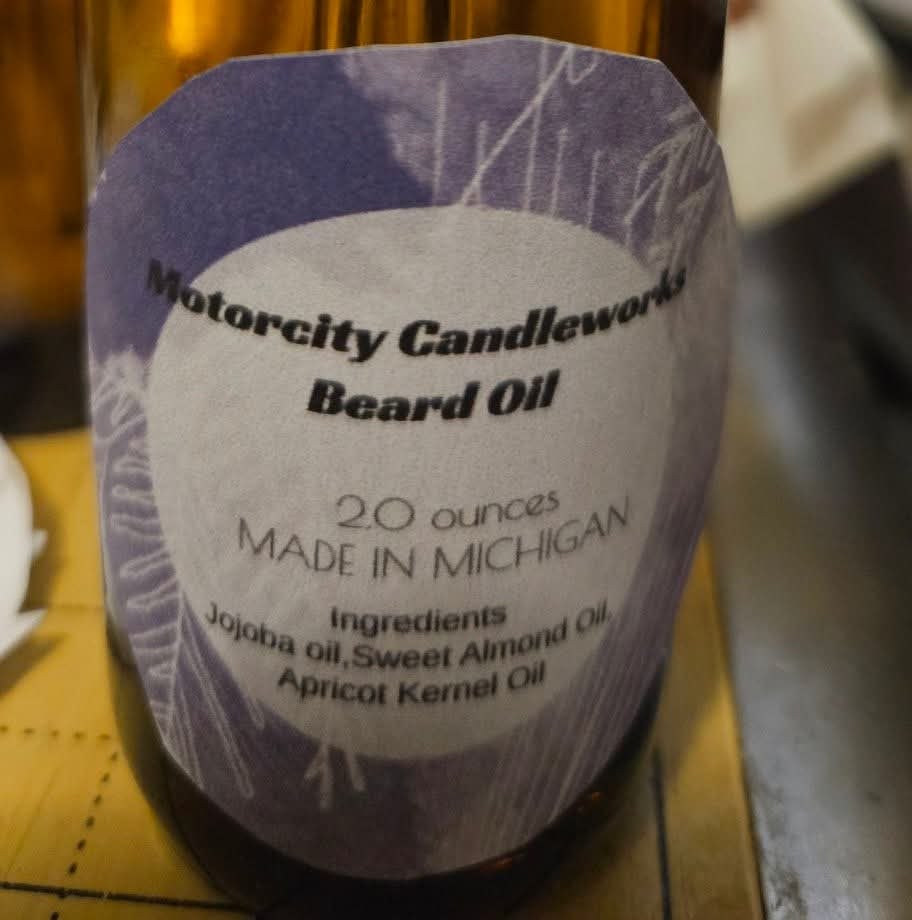 Motorcity Candleworks
Beard Oil
2.0 ounces
MADE IN MICHIGAN
Ingredients
Jojoba oil,Sweet Almond Oil,
Apricot Kernel Oil